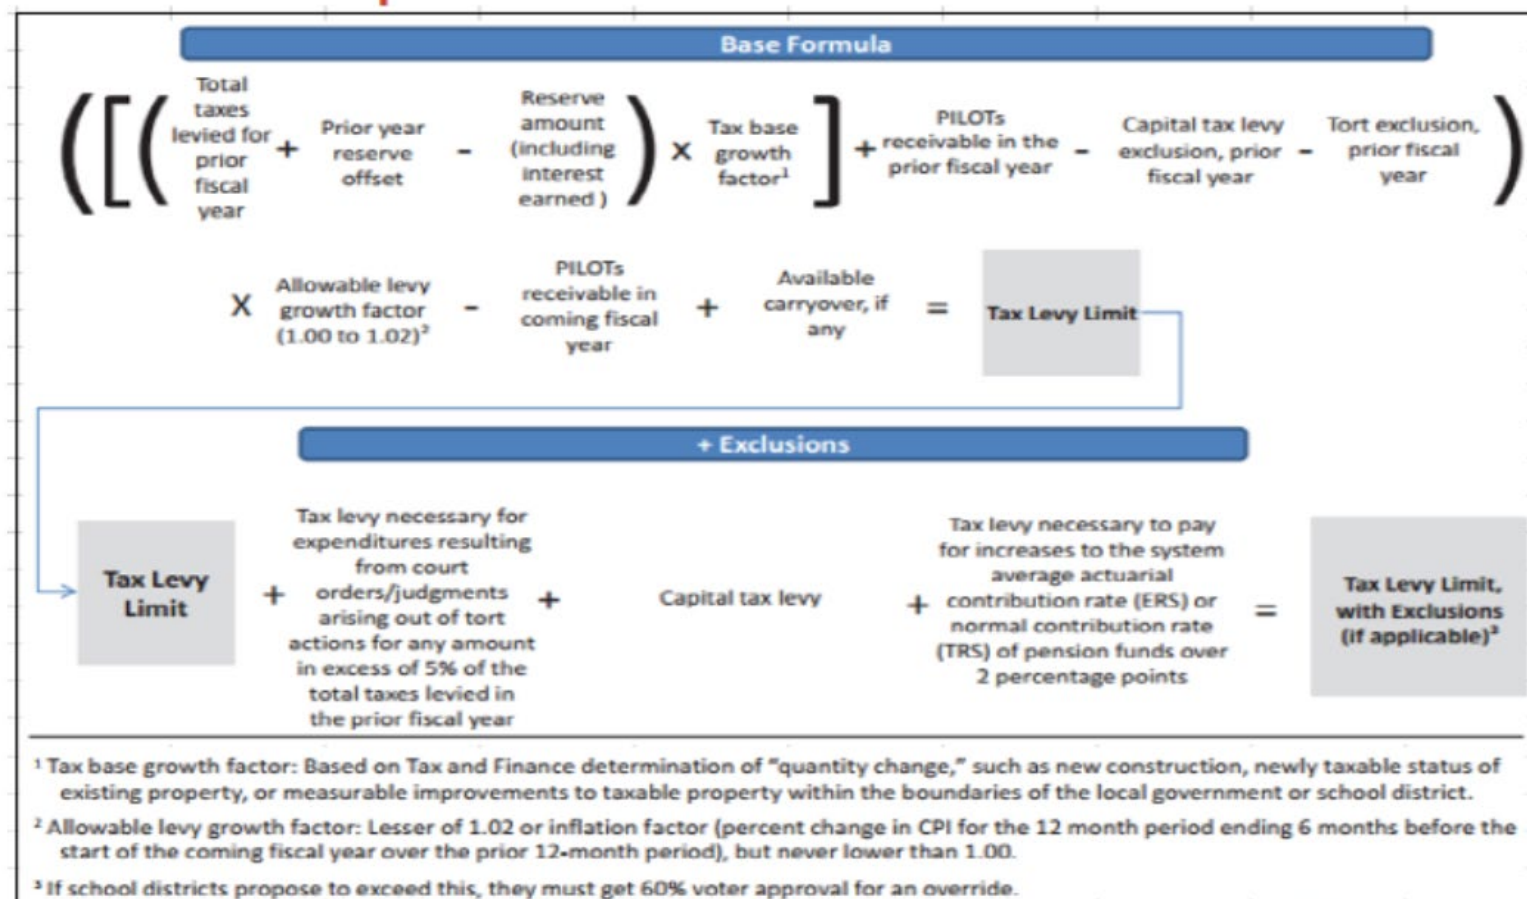 Base Formula
Total
taxes
levied for
prior
fiscal
year
+
Prior year
reserve
offset
-
Reserve
amount
(including
interest
earned )
x
Tax base
growth
factor¹
+
PILOTs
receivable in the
prior fiscal year
-
Capital tax levy
exclusion, prior
fiscal year
-
Tort exclusion,
prior fiscal
year
X
Allowable levy
growth factor
(1.00 to 1.02)²
-
PILOTs
receivable in
coming fiscal
year
+
Available
carryover, if
any
=
Tax Levy Limit
+ Exclusions
Tax Levy
Limit
+
Tax levy necessary for
expenditures resulting
from court
orders/judgments
arising out of tort
actions for any amount
in excess of 5% of the
total taxes levied in
the prior fiscal year
+
Capital tax levy
+
Tax levy necessary to pay
for increases to the system
average actuarial
contribution rate (ERS) or
normal contribution rate
(TRS) of pension funds over
2 percentage points
=
Tax Levy Limit,
with Exclusions
(if applicable)³
¹ Tax base growth factor: Based on Tax and Finance determination of "quantity change," such as new construction, newly taxable status of
existing property, or measurable improvements to taxable property within the boundaries of the local government or school district.
² Allowable levy growth factor: Lesser of 1.02 or inflation factor (percent change in CPI for the 12 month period ending 6 months before the
start of the coming fiscal year over the prior 12-month period), but never lower than 1.00.
³ If school districts propose to exceed this, they must get 60% voter approval for an override.